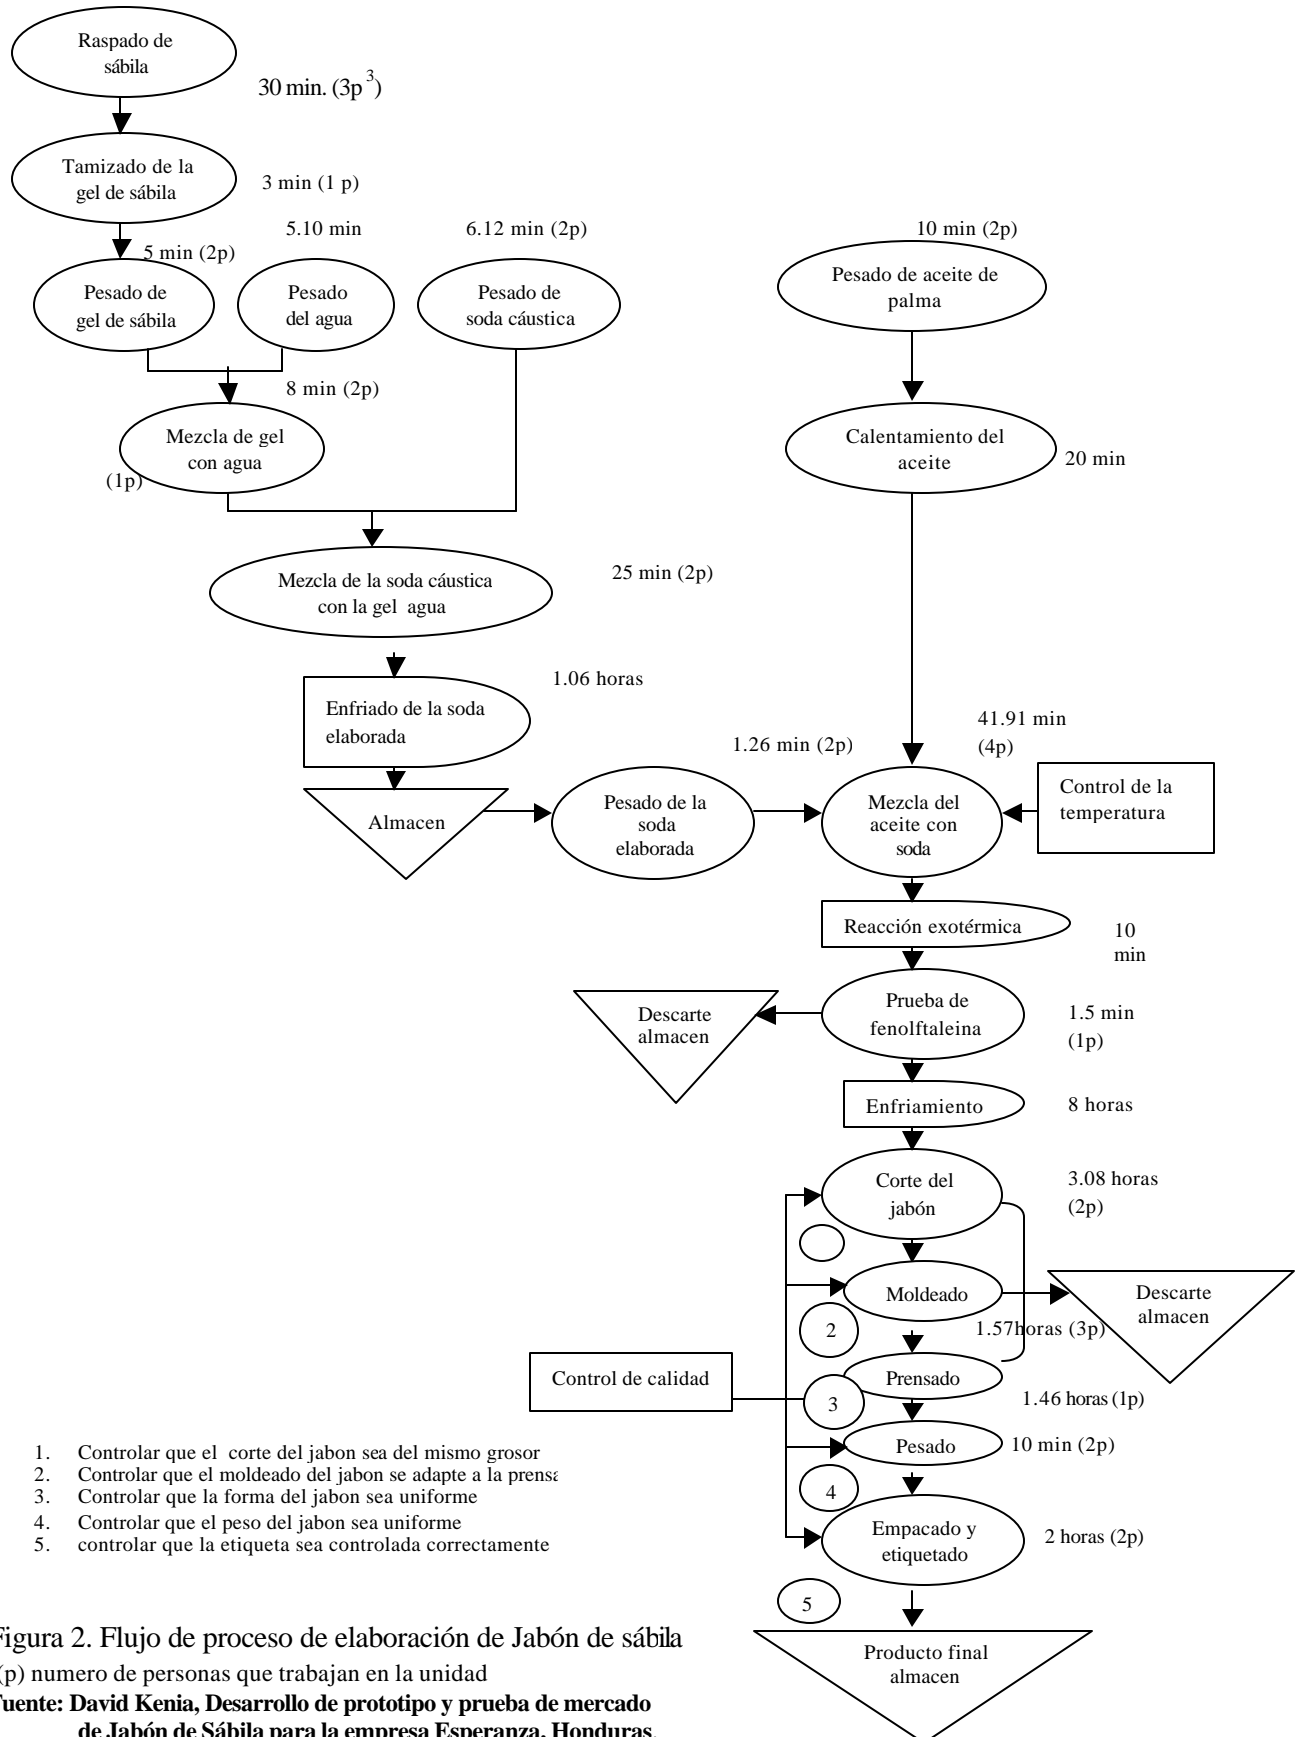 Raspado de
sábila
30 min. (3p3)
Tamizado de la
gel de sábila
3 min (1 p)
5 min (2p)
5.10 min
6.12 min (2p)
10 min (2p)
Pesado de
gel de sábila
Pesado
del agua
Pesado de
soda cáustica
Pesado de aceite de
palma
8 min (2p)
Mezcla de gel
con agua
(1p)
Calentamiento del
aceite
20 min
Mezcla de la soda cáustica
con la gel agua
25 min (2p)
1.06 horas
Enfriado de la soda
elaborada
1.26 min (2p)
41.91 min
(4p)
Almacen
Pesado de la
soda
elaborada
Mezcla del
aceite con
soda
Control de la
temperatura
Reacción exotérmica
10
min
Descarte
almacen
Prueba de
fenolftaleina
1.5 min
(1p)
Enfriamiento
8 horas
Corte del
jabón
3.08 horas
(2p)
Moldeado
Descarte
almacen
2
1.57horas (3p)
Control de calidad
Prensado
3
1.46 horas (1p)
Pesado
10 min (2p)
4
Empacado y
etiquetado
2 horas (2p)
5
Producto final
almacen
1. Controlar que el corte del jabon sea del mismo grosor
2. Controlar que el moldeado del jabon se adapte a la prensa
3. Controlar que la forma del jabon sea uniforme
4. Controlar que el peso del jabon sea uniforme
5. controlar que la etiqueta sea controlada correctamente
Figura 2. Flujo de proceso de elaboración de Jabón de sábila
(p) numero de personas que trabajan en la unidad
Fuente: David Kenia, Desarrollo de prototipo y prueba de mercado
de Jabón de Sábila para la empresa Esperanza, Honduras.